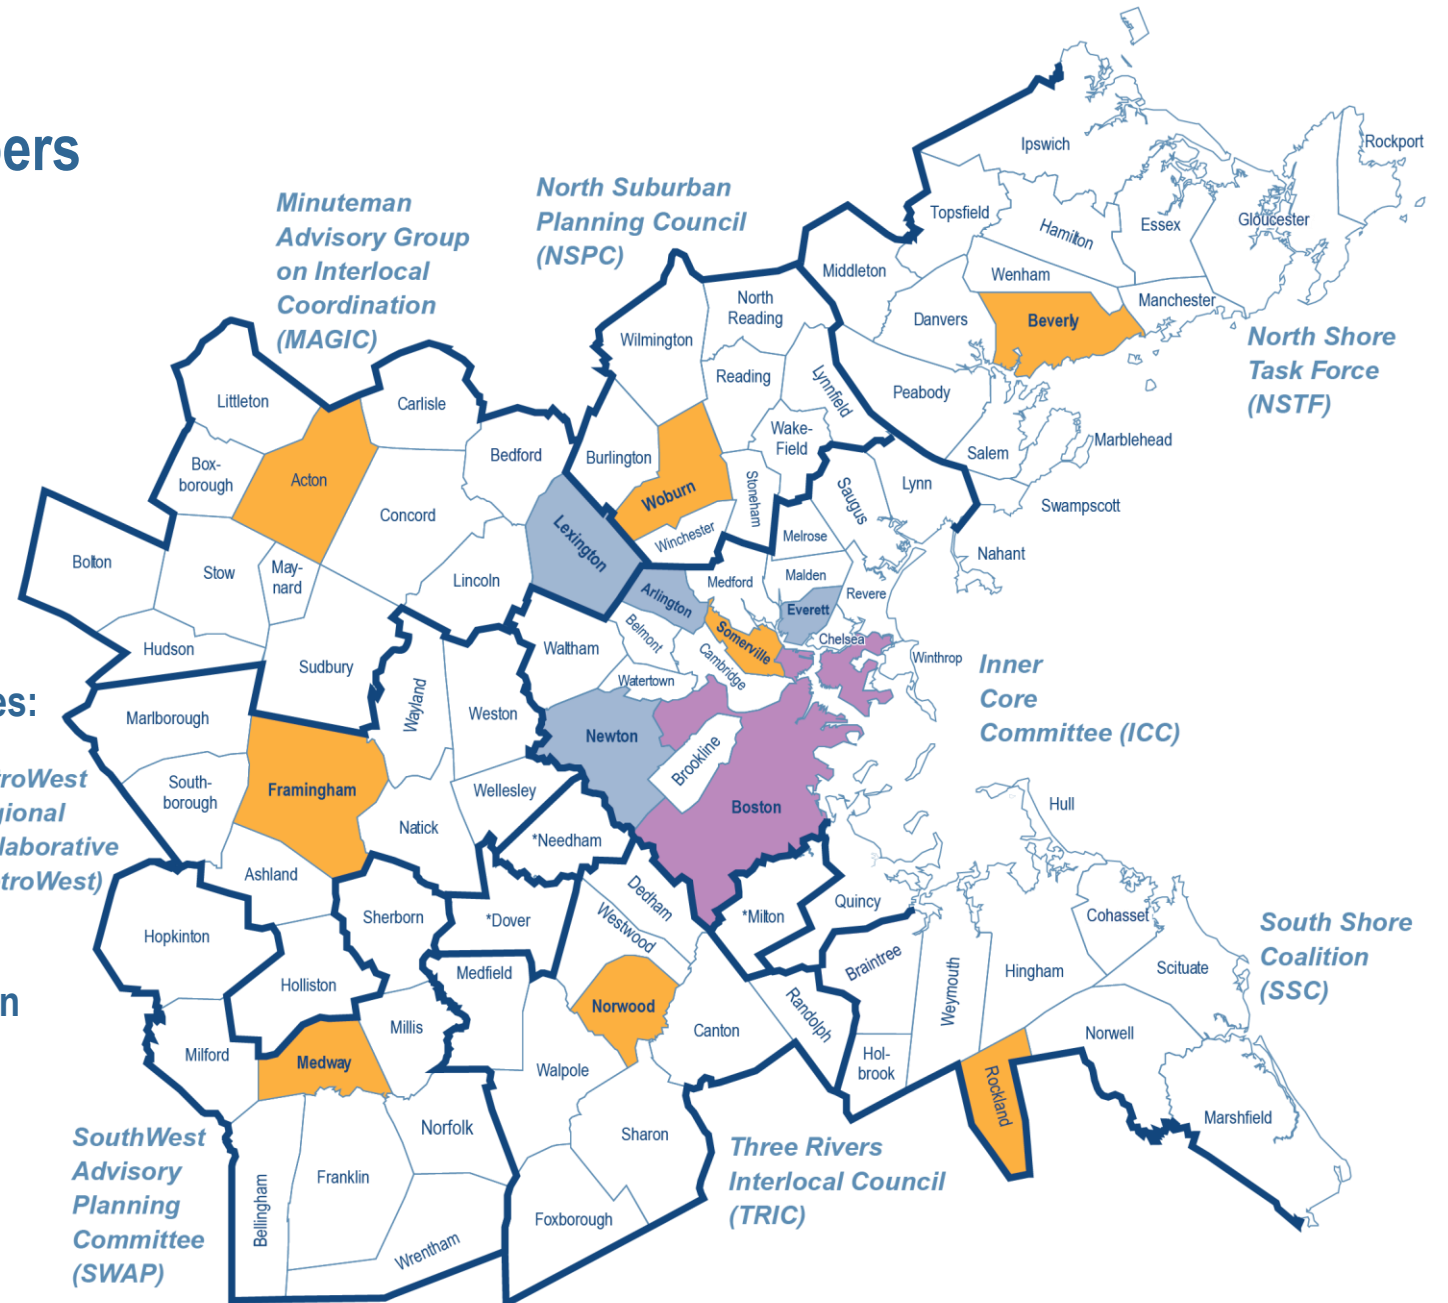 bers
Minuteman
Advisory Group
on Interlocal
Coordination
(MAGIC)
North Suburban
Planning Council
(NSPC)
Ipswich
Rockport
Topsfield
Hamilton
Essex
Gloucester
Middleton
Wenham
Manchester
Danvers
Beverly
North Shore
Task Force
(NSTF)
Peabody
Salem
Marblehead
Swampscott
Nahant
North
Reading
Wilmington
Reading
Lynnfield
Wake-
Field
Burlington
Woburn
Stoneham
Winchester
Littleton
Carlisle
Bedford
Box-
borough
Acton
Concord
Lexington
Bolton
Stow
May-
nard
Lincoln
Hudson
Sudbury
Saugus
Lynn
Melrose
Medford
Malden
Revere
Arlington
Everett
Chelsea
Winthrop
Somerville
Belmont
Cambridge
Waltham
Watertown
Newton
Brookline
Boston
Inner
Core
Committee (ICC)
es:
Marlborough
Wayland
Weston
South-
borough
Framingham
Natick
Wellesley
Ashland
troWest
gional
laborative
troWest)
*Needham
Dedham
Westwood
*Milton
Quincy
Hull
Hopkinton
Sherborn
*Dover
Holliston
Medfield
Norwood
Canton
Randolph
Braintree
Weymouth
Hingham
Cohasset
Scituate
South Shore
Coalition
(SSC)
n
Milford
Medway
Millis
Walpole
Hol-
brook
Rockland
Norwell
Marshfield
Norfolk
Sharon
Franklin
Bellingham
Wrentham
Foxborough
SouthWest
Advisory
Planning
Committee
(SWAP)
Three Rivers
Interlocal Council
(TRIC)